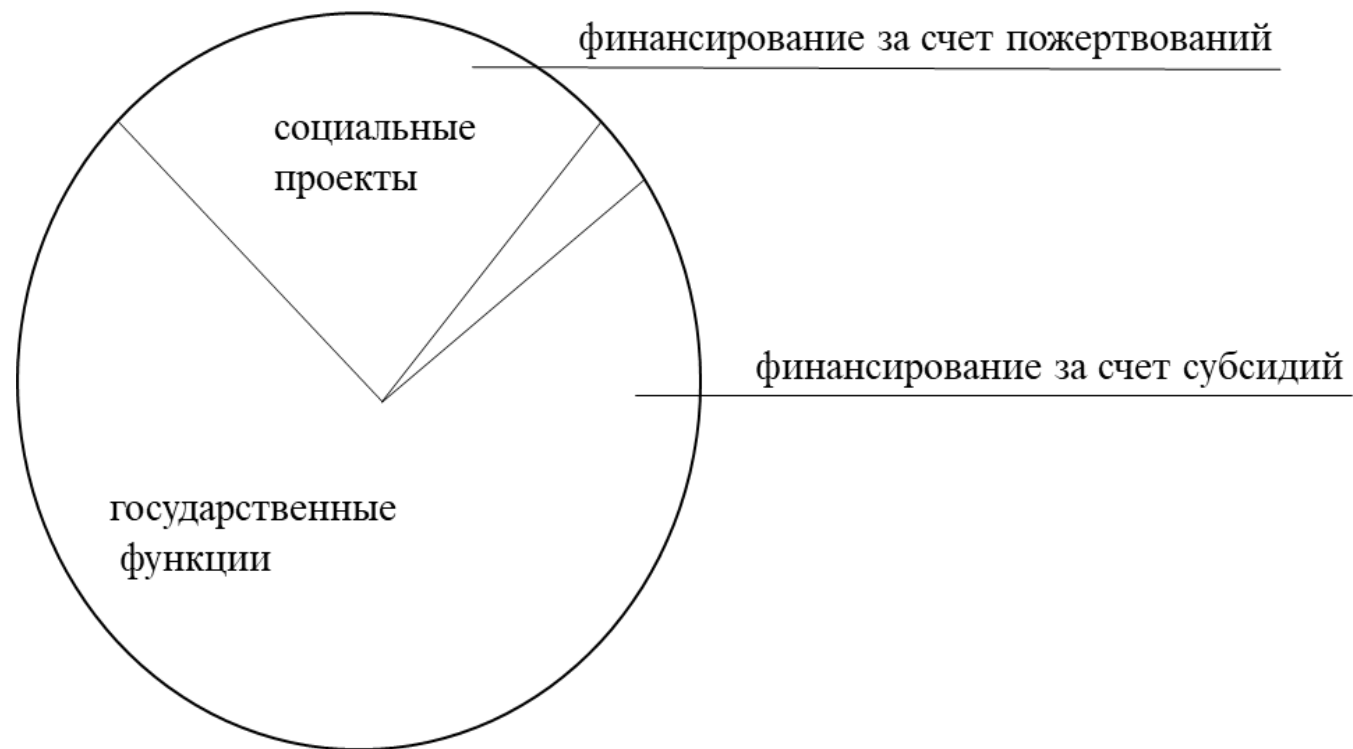 финансирование за счет пожертвований
социальные
проекты
финансирование за счет субсидий
государственные
функции